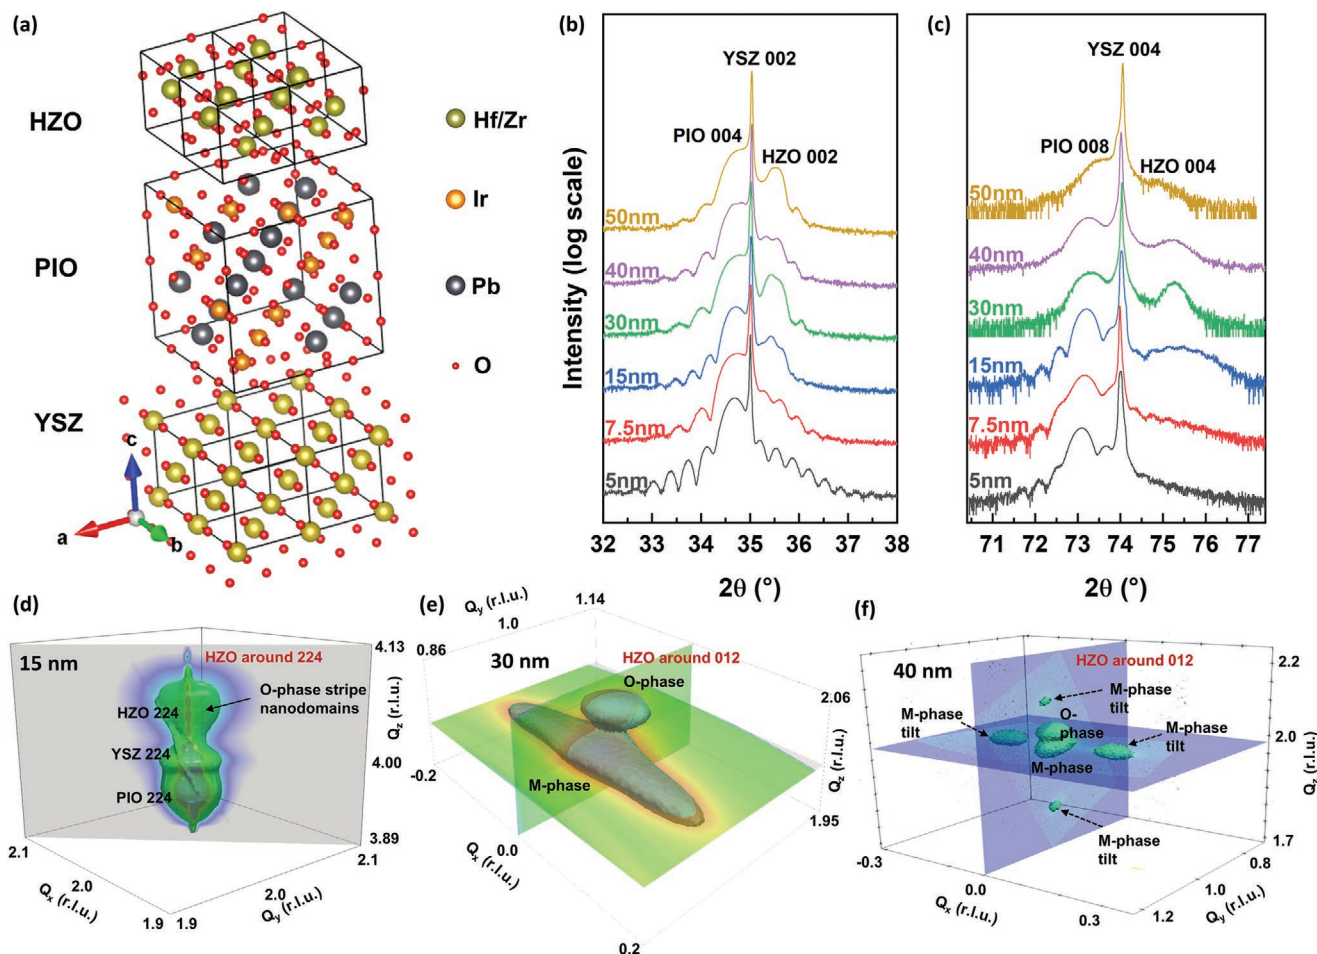 (a)
HZO
PIO
YSZ
Hf/Zr
Ir
Pb
O
c
a
b
(b)
YSZ 002
PIO 004
HZO 002
50nm
40nm
30nm
15nm
7.5nm
5nm
Intensity (log scale)
32 33 34 35 36 37 38
(c)
YSZ 004
PIO 008
HZO 004
50nm
40nm
30nm
15nm
7.5nm
5nm
71 72 73 74 75 76 77
2θ (°)
2θ (°)
(d)
15 nm
HZO around 224
O-phase stripe
nanodomains
HZO 224
YSZ 224
PIO 224
4.13
4.00
3.89
Qz (r.l.u.)
2.1
2.0
1.9
Qx (r.l.u.)
1.9
2.0
2.1
Qy (r.l.u.)
(e)
Qy (r.l.u.)
0.86
1.0
1.14
30 nm
HZO around 012
O-phase
M-phase
2.06
1.95
Qz (r.l.u.)
-0.2
0.0
0.2
Qx (r.l.u.)
(f)
40 nm
HZO around 012
M-phase
tilt
M-phase
tilt
O-
phase
M-phase
tilt
M-phase
M-phase
tilt
2.2
2.0
1.7
Qz (r.l.u.)
-0.3
0.0
0.3
Qx (r.l.u.)
1.2
1.0
0.8
Qy (r.l.u.)